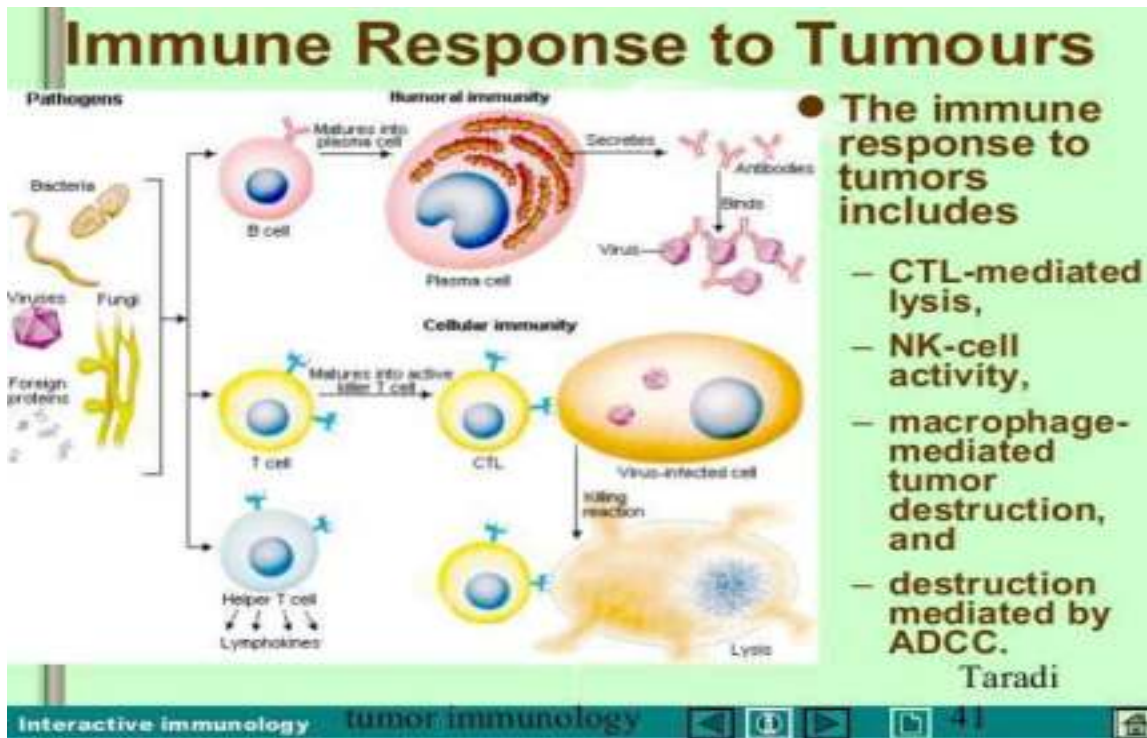 Immune Response to Tumours
Pathogens
Bacteria
Viruses
Fungi
Foreign
proteins
Humoral immunity
B cell
Matures into
plasma cell
Plasma cell
Secretes
Antibodies
Binds
Virus
Cellular immunity
T cell
Matures into active
killer T cell
CTL
Virus-infected cell
Killing
reaction
Lysis
Helper T cell
Lymphokines
● The immune
response to
tumors
includes
– CTL-mediated
lysis,
– NK-cell
activity,
– macrophage-
mediated
tumor
destruction,
and
– destruction
mediated by
ADCC.
Taradi
Interactive immunology
tumor immunology
41